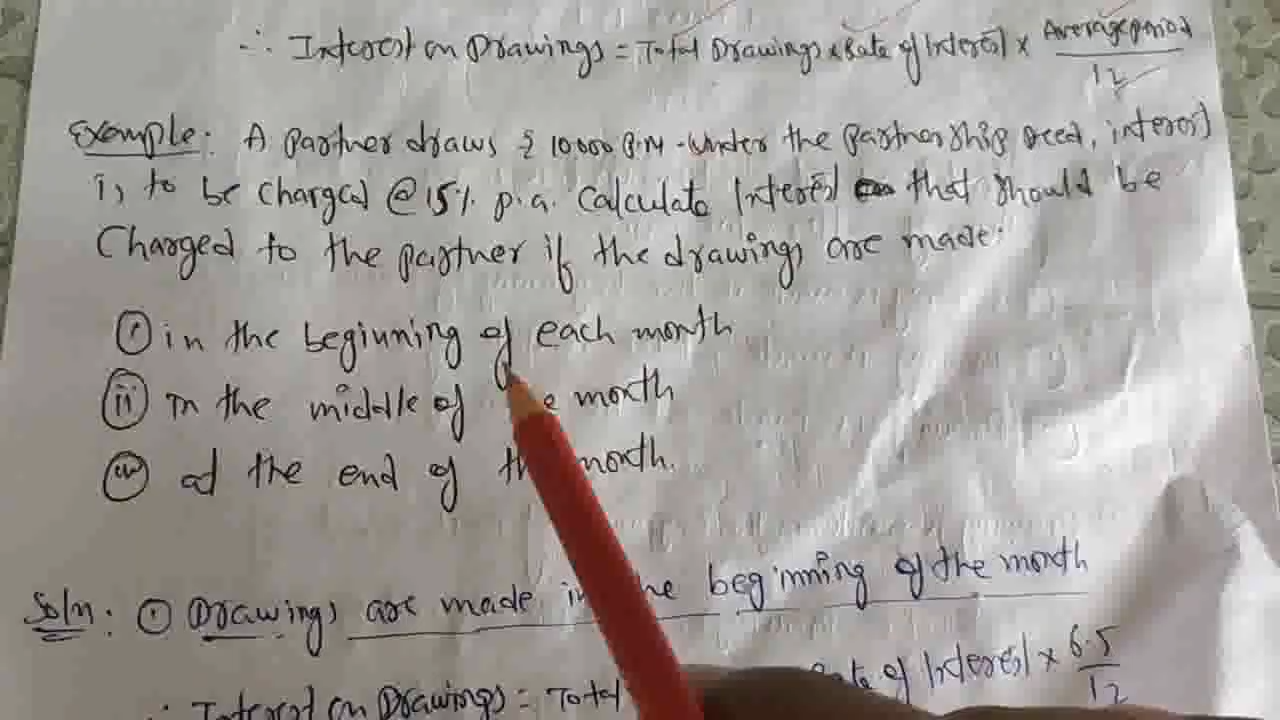 ∴ Interest on Drawings = Total Drawings x Rate of Interest x Average period / 12
Example: A partner draws ₹ 10000 P.M. Under the partnership deed, interest
is to be charged @ 15% p.a. Calculate Interest that should be
Charged to the partner if the drawings are made:
(i) in the beginning of each month
(ii) in the middle of month
(iii) at the end of the month.
Soln: (i) Drawings are made in the beginning of the month
∴ Interest on Drawings = Total Rate of Interest x 6.5 / 12